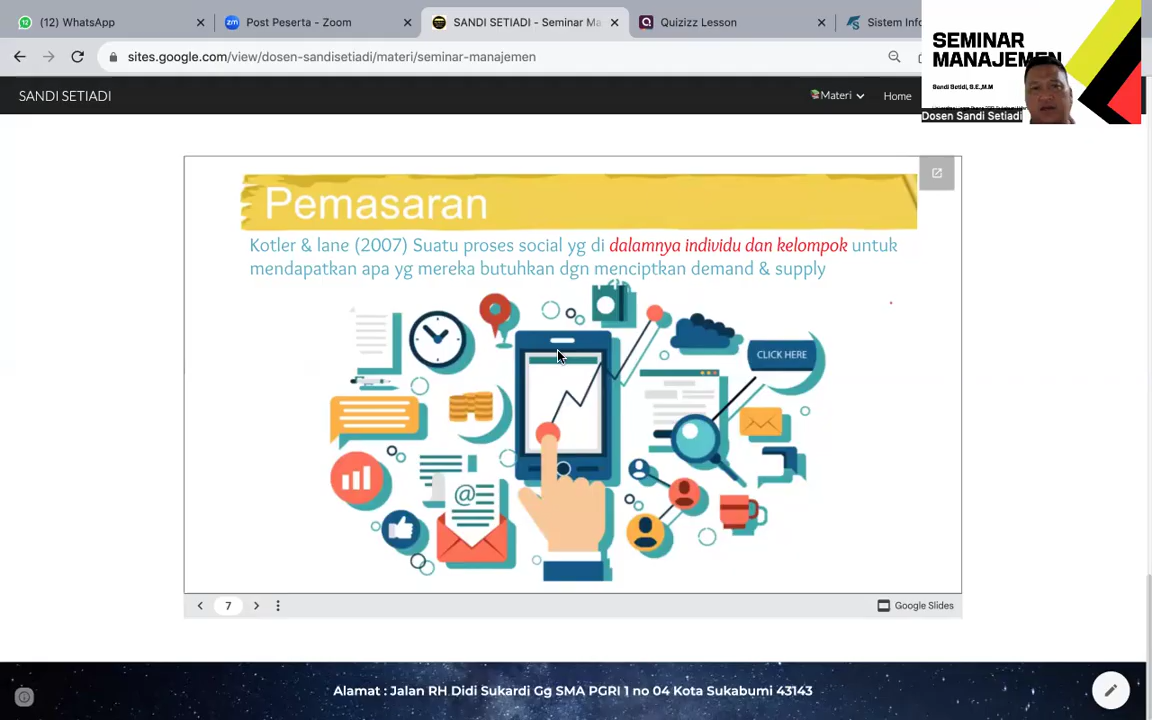 (12) WhatsApp
Post Peserta - Zoom
SANDI SETIADI - Seminar Ma
Quizizz Lesson
Sistem Info
sites.google.com/view/dosen-sandisetiadi/materi/seminar-manajemen
SEMINAR
MANAJEMEN
Sandi Setidi, S.E.,M.M
Dosen Sandi Setiadi
SANDI SETIADI
Materi
Home
Pemasaran
Kotler & lane (2007) Suatu proses social yg di dalamnya individu dan kelompok untuk
mendapatkan apa yg mereka butuhkan dgn menciptkan demand & supply
CLICK HERE
@
7
Google Slides
Alamat : Jalan RH Didi Sukardi Gg SMA PGRI 1 no 04 Kota Sukabumi 43143